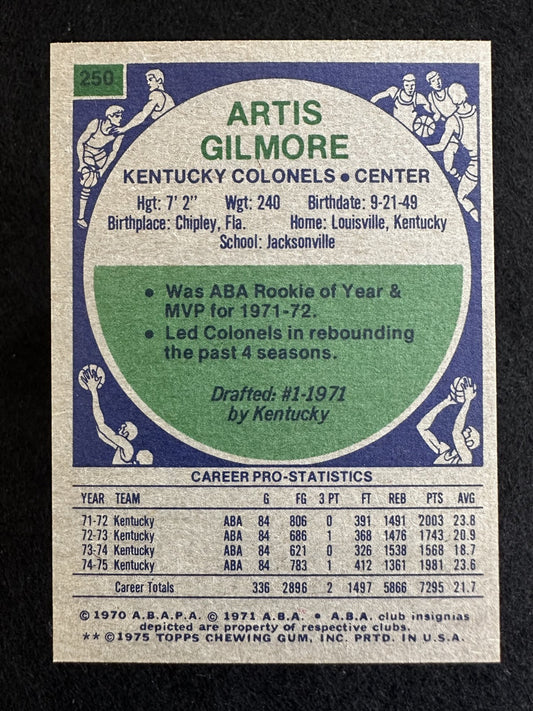 250
ARTIS
GILMORE
KENTUCKY COLONELS • CENTER
Hgt: 7' 2" Wgt: 240 Birthdate: 9-21-49
Birthplace: Chipley, Fla. Home: Louisville, Kentucky
School: Jacksonville
• Was ABA Rookie of Year &
MVP for 1971-72.
• Led Colonels in rebounding
the past 4 seasons.
Drafted: #1-1971
by Kentucky
CAREER PRO-STATISTICS
YEAR TEAM G FG 3 PT FT REB PTS AVG
71-72 Kentucky ABA 84 806 0 391 1491 2003 23.8
72-73 Kentucky ABA 84 686 1 368 1476 1743 20.9
73-74 Kentucky ABA 84 621 0 326 1538 1568 18.7
74-75 Kentucky ABA 84 783 1 412 1361 1981 23.6
Career Totals 336 2896 2 1497 5866 7295 21.7
© 1970 A.B.A.P.A. © 1971 A.B.A. • A.B.A. club insignias
depicted are property of respective clubs.
** © 1975 TOPPS CHEWING GUM, INC. PRTD. IN U.S.A.